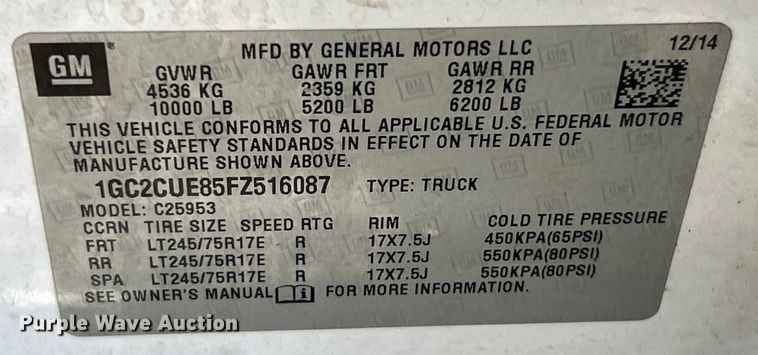 GM
MFD BY GENERAL MOTORS LLC 12/14
GVWR GAWR FRT GAWR RR
4536 KG 2359 KG 2812 KG
10000 LB 5200 LB 6200 LB
THIS VEHICLE CONFORMS TO ALL APPLICABLE U.S. FEDERAL MOTOR
VEHICLE SAFETY STANDARDS IN EFFECT ON THE DATE OF
MANUFACTURE SHOWN ABOVE.
1GC2CUE85FZ516087 TYPE: TRUCK
MODEL: C25953
CCRN TIRE SIZE SPEED RTG RIM COLD TIRE PRESSURE
FRT LT245/75R17E R 17X7.5J 450KPA(65PSI)
RR LT245/75R17E R 17X7.5J 550KPA(80PSI)
SPA LT245/75R17E R 17X7.5J 550KPA(80PSI)
SEE OWNER'S MANUAL i FOR MORE INFORMATION.
Purple Wave Auction